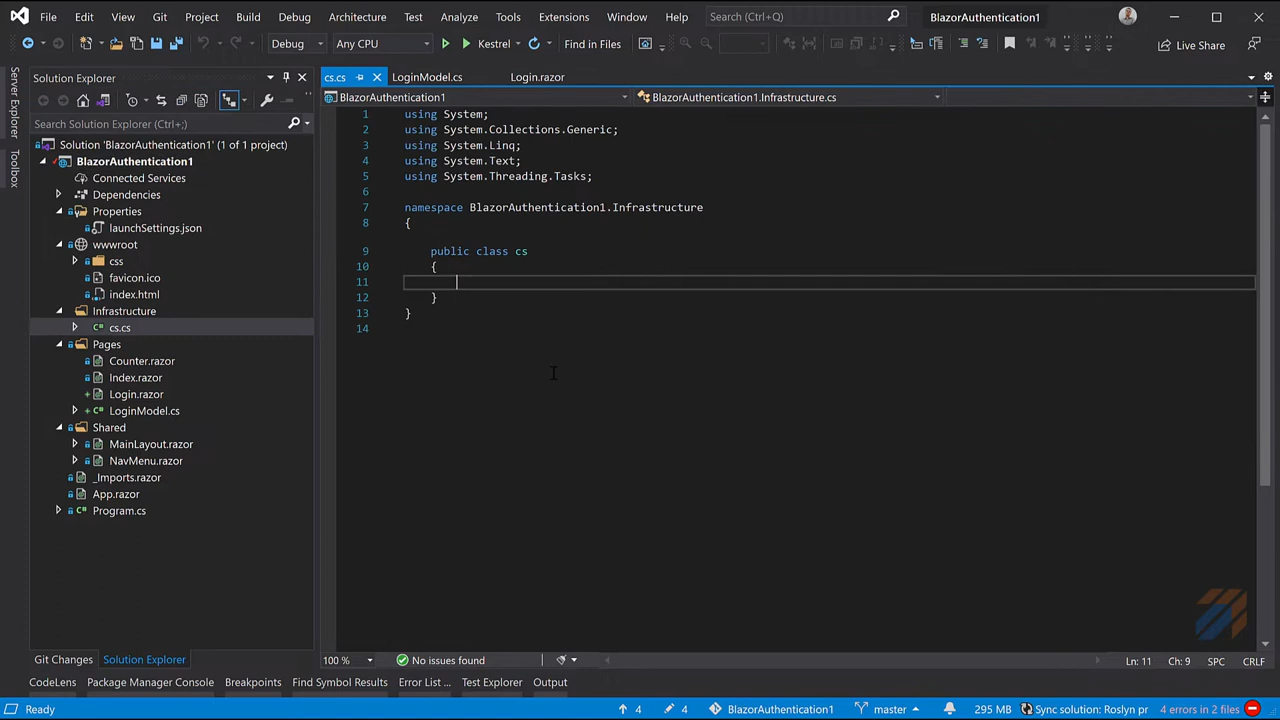 File Edit View Git Project Build Debug Test Analyze Tools Extensions Window Help Search (Ctrl+Q) BlazorAuthentication1
Debug Any CPU Kestrel Find in Files Live Share
Server Explorer
Toolbox
Solution Explorer
Search Solution Explorer (Ctrl+;)
Solution 'BlazorAuthentication1' (1 of 1 project)
BlazorAuthentication1
Connected Services
Dependencies
Properties
launchSettings.json
wwwroot
css
favicon.ico
index.html
Infrastructure
cs.cs
Pages
Counter.razor
Index.razor
Login.razor
LoginModel.cs
Shared
MainLayout.razor
NavMenu.razor
_Imports.razor
App.razor
Program.cs
Git Changes Solution Explorer
cs.cs LoginModel.cs Login.razor
BlazorAuthentication1 BlazorAuthentication1.Infrastructure.cs
1 using System;
2 using System.Collections.Generic;
3 using System.Linq;
4 using System.Text;
5 using System.Threading.Tasks;
6
7 namespace BlazorAuthentication1.Infrastructure
8 {
9 public class cs
10 {
11
12 }
13 }
14
100 % No issues found Ln: 11 Ch: 9 SPC CRLF
CodeLens Package Manager Console Breakpoints Find Symbol Results Error List ... Test Explorer Output
Ready 4 4 BlazorAuthentication1 master 295 MB Sync solution: Roslyn pr 4 errors in 2 files